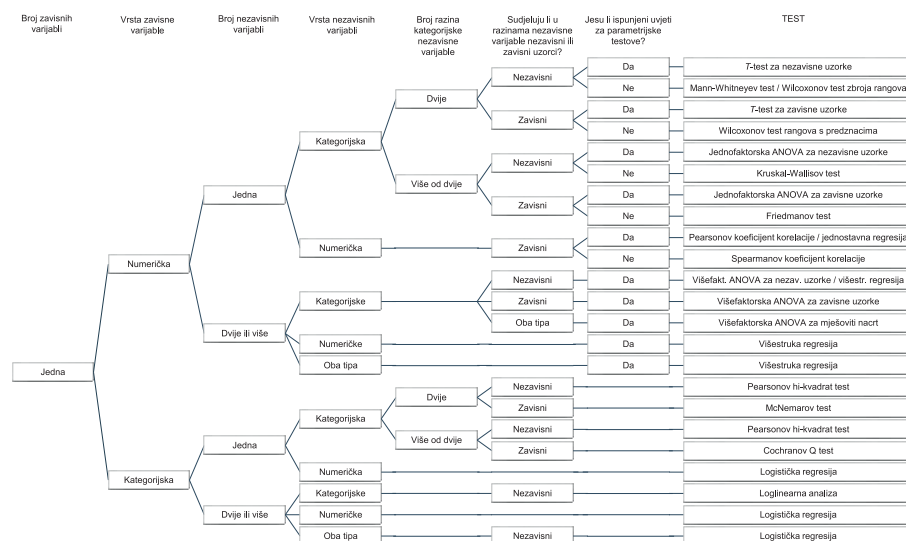 Broj zavisnih
varijabli
Vrsta zavisne
varijable
Broj nezavisnih
varijabli
Vrsta nezavisnih
varijabli
Broj razina
kategorijske
nezavisne
varijable
Sudjeluju li u
razinama nezavisne
varijable nezavisni ili
zavisni uzorci?
Jesu li ispunjeni uvjeti
za parametrijske
testove?
TEST
Jedna
Numerička
Jedna
Kategorijska
Dvije
Nezavisni
Da
T-test za nezavisne uzorke
Ne
Mann-Whitneyev test / Wilcoxonov test zbroja rangova
Zavisni
Da
T-test za zavisne uzorke
Ne
Wilcoxonov test rangova s predznacima
Više od dvije
Nezavisni
Da
Jednofaktorska ANOVA za nezavisne uzorke
Ne
Kruskal-Wallisov test
Zavisni
Da
Jednofaktorska ANOVA za zavisne uzorke
Ne
Friedmanov test
Numerička
Zavisni
Da
Pearsonov koeficijent korelacije / jednostavna regresija
Ne
Spearmanov koeficijent korelacije
Dvije ili više
Kategorijske
Nezavisni
Da
Višefakt. ANOVA za nezav. uzorke / višestr. regresija
Zavisni
Da
Višefaktorska ANOVA za zavisne uzorke
Oba tipa
Da
Višefaktorska ANOVA za mješoviti nacrt
Numeričke
Da
Višestruka regresija
Oba tipa
Da
Višestruka regresija
Kategorijska
Jedna
Kategorijska
Dvije
Nezavisni
Pearsonov hi-kvadrat test
Zavisni
McNemarov test
Više od dvije
Nezavisni
Pearsonov hi-kvadrat test
Zavisni
Cochranov Q test
Numerička
Logistička regresija
Dvije ili više
Kategorijske
Nezavisni
Loglinearna analiza
Numeričke
Logistička regresija
Oba tipa
Nezavisni
Logistička regresija